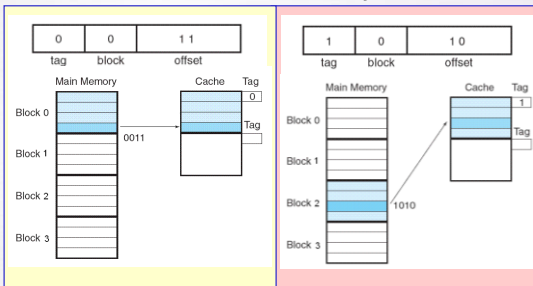 0 0 1 1
tag block offset
Main Memory Cache Tag
0
Block 0
Tag
0011
Block 1
Block 2
Block 3
1 0 1 0
tag block offset
Main Memory Cache Tag
1
Block 0
Tag
Block 1
Block 2
1010
Block 3